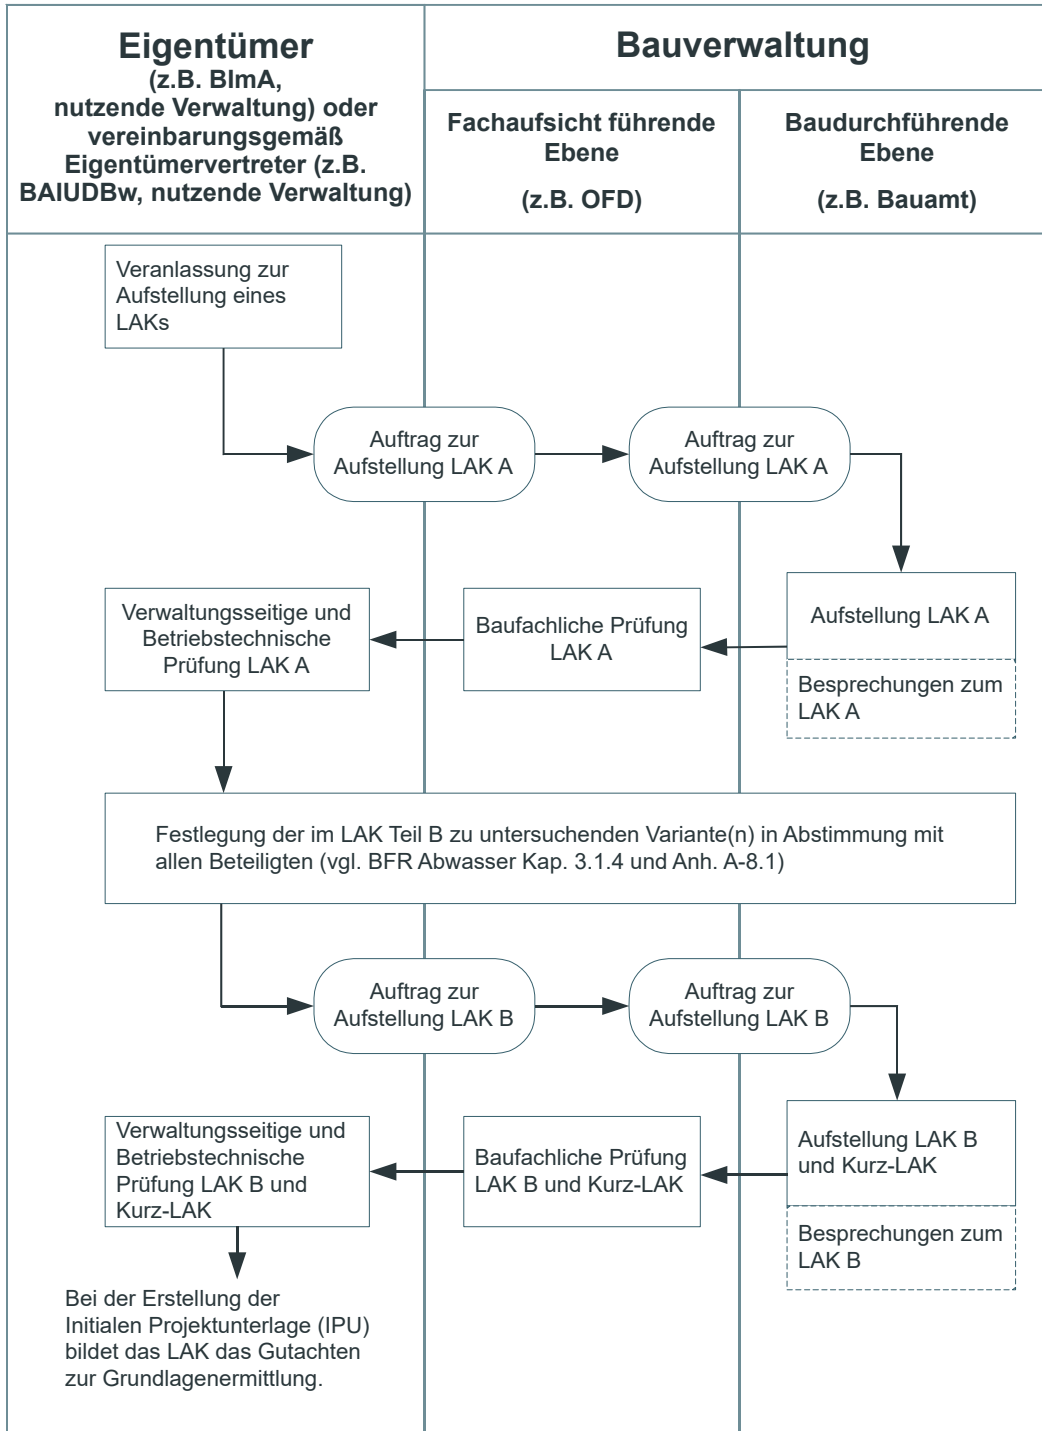 Eigentümer
(z.B. BImA,
nutzende Verwaltung) oder
vereinbarungsgemäß
Eigentümervertreter (z.B.
BAIUDBw, nutzende Verwaltung)
Bauverwaltung
Fachaufsicht führende
Ebene
(z.B. OFD)
Baudurchführende
Ebene
(z.B. Bauamt)
Veranlassung zur
Aufstellung eines
LAKs
Auftrag zur
Aufstellung LAK A
Auftrag zur
Aufstellung LAK A
Aufstellung LAK A
Besprechungen zum
LAK A
Baufachliche Prüfung
LAK A
Verwaltungsseitige und
Betriebstechnische
Prüfung LAK A
Festlegung der im LAK Teil B zu untersuchenden Variante(n) in Abstimmung mit
allen Beteiligten (vgl. BFR Abwasser Kap. 3.1.4 und Anh. A-8.1)
Auftrag zur
Aufstellung LAK B
Auftrag zur
Aufstellung LAK B
Aufstellung LAK B
und Kurz-LAK
Besprechungen zum
LAK B
Baufachliche Prüfung
LAK B und Kurz-LAK
Verwaltungsseitige und
Betriebstechnische
Prüfung LAK B und
Kurz-LAK
Bei der Erstellung der
Initialen Projektunterlage (IPU)
bildet das LAK das Gutachten
zur Grundlagenermittlung.